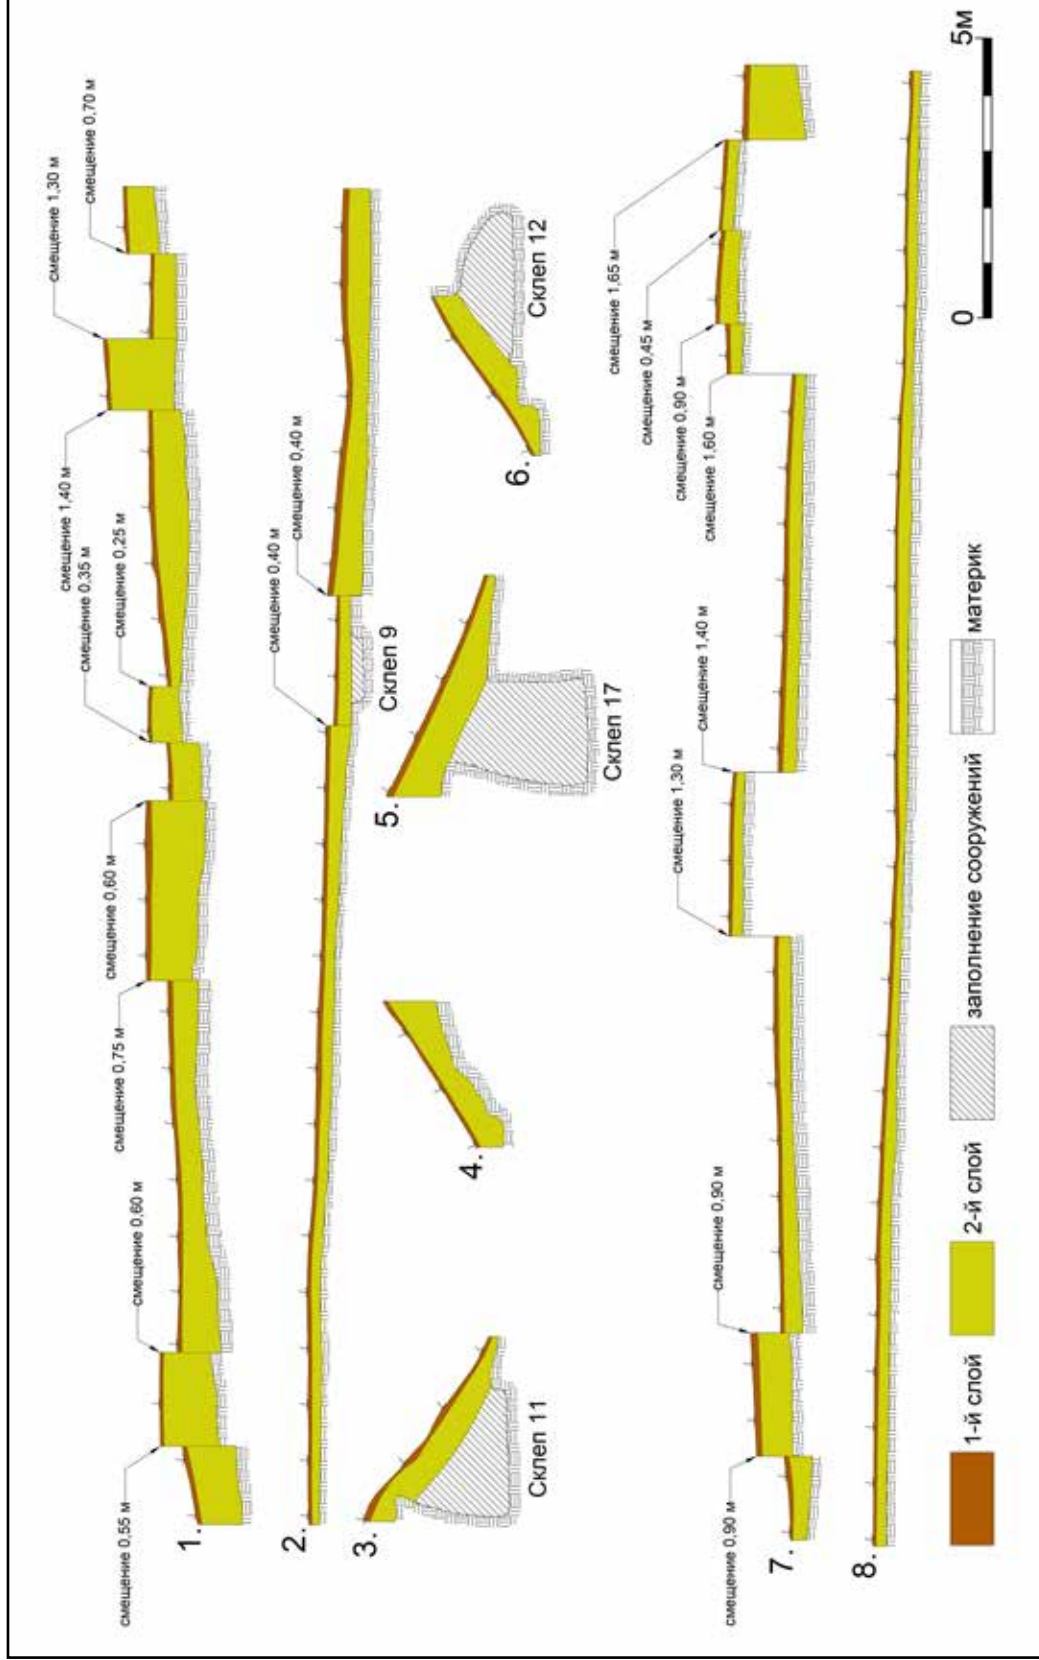 смещение 0,55 м
смещение 0,60 м
смещение 0,75 м
смещение 0,60 м
смещение 0,35 м
смещение 0,25 м
смещение 1,40 м
смещение 1,30 м
смещение 0,70 м
1.
смещение 0,40 м
смещение 0,40 м
2.
Склеп 9
3.
Склеп 11
4.
5.
Склеп 17
6.
Склеп 12
смещение 0,90 м
смещение 0,90 м
смещение 1,30 м
смещение 1,40 м
смещение 1,60 м
смещение 0,90 м
смещение 0,45 м
смещение 1,65 м
7.
8.
1-й слой
2-й слой
заполнение сооружений
материк
0 5м